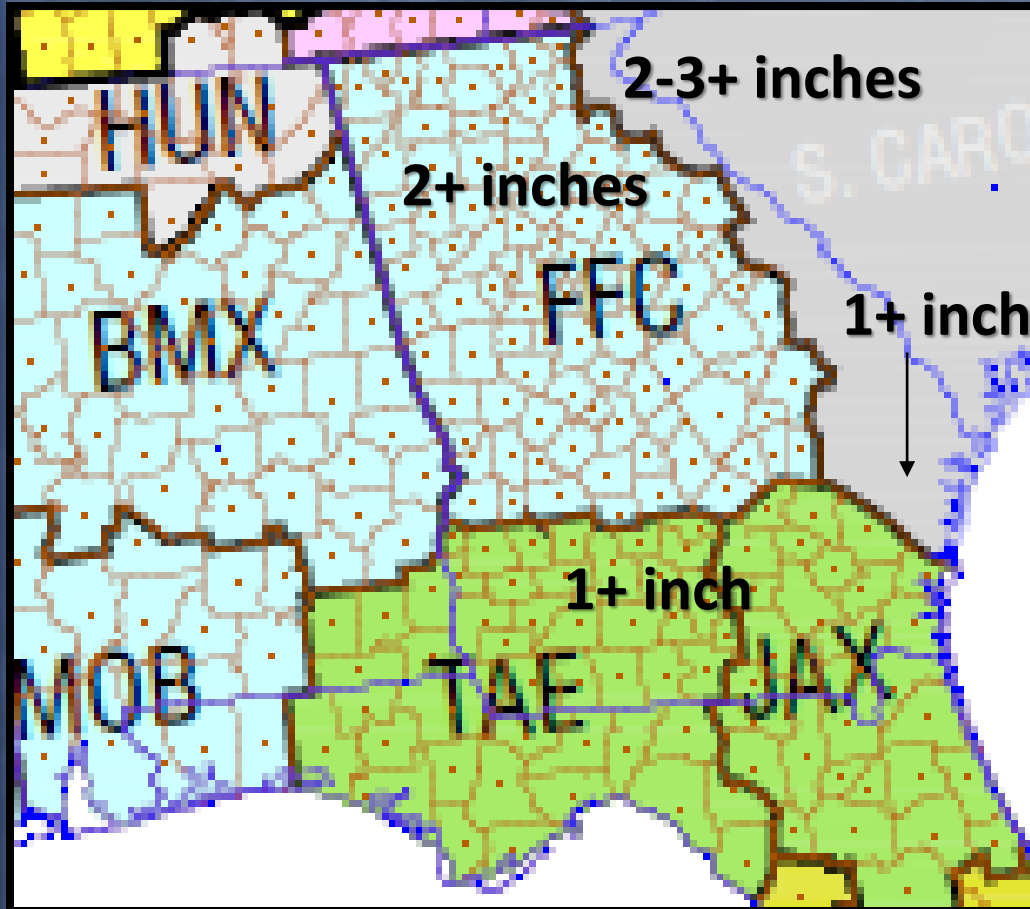 2-3+ inches
HUN
S. CARO
2+ inches
FFC
1+ inch
BMX
1+ inch
MOB
TAE
JAX